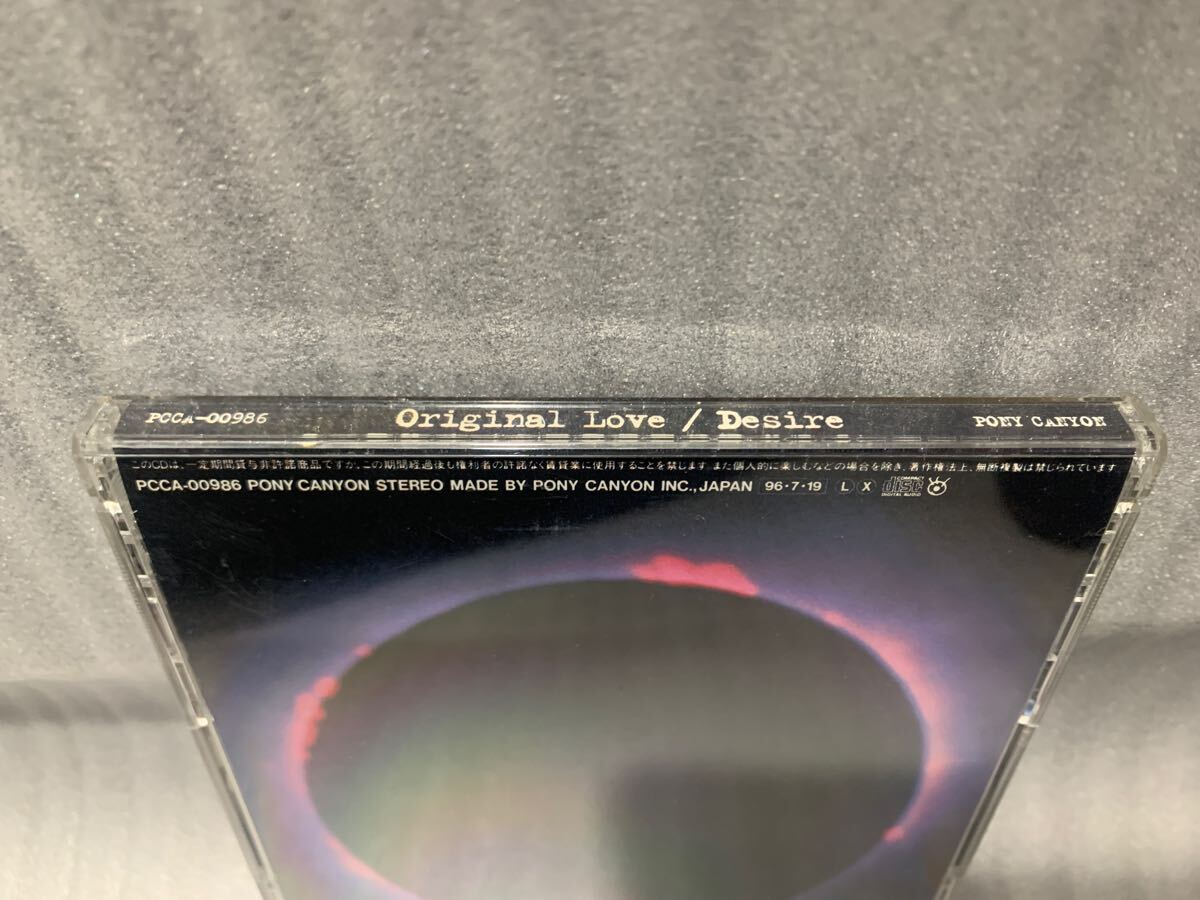 PCCA-00986 Original Love / Desire PONY CANYON
このCDは、一定期間貸与非許諾商品ですが、この期間経過後も権利者の許諾なく賃貸業に使用することを禁じます。また個人的に楽しむなどの場合を除き、著作権法上、無断複製は禁じられています
PCCA-00986 PONY CANYON STEREO MADE BY PONY CANYON INC., JAPAN 96・7・19 L X COMPACT disc DIGITAL AUDIO